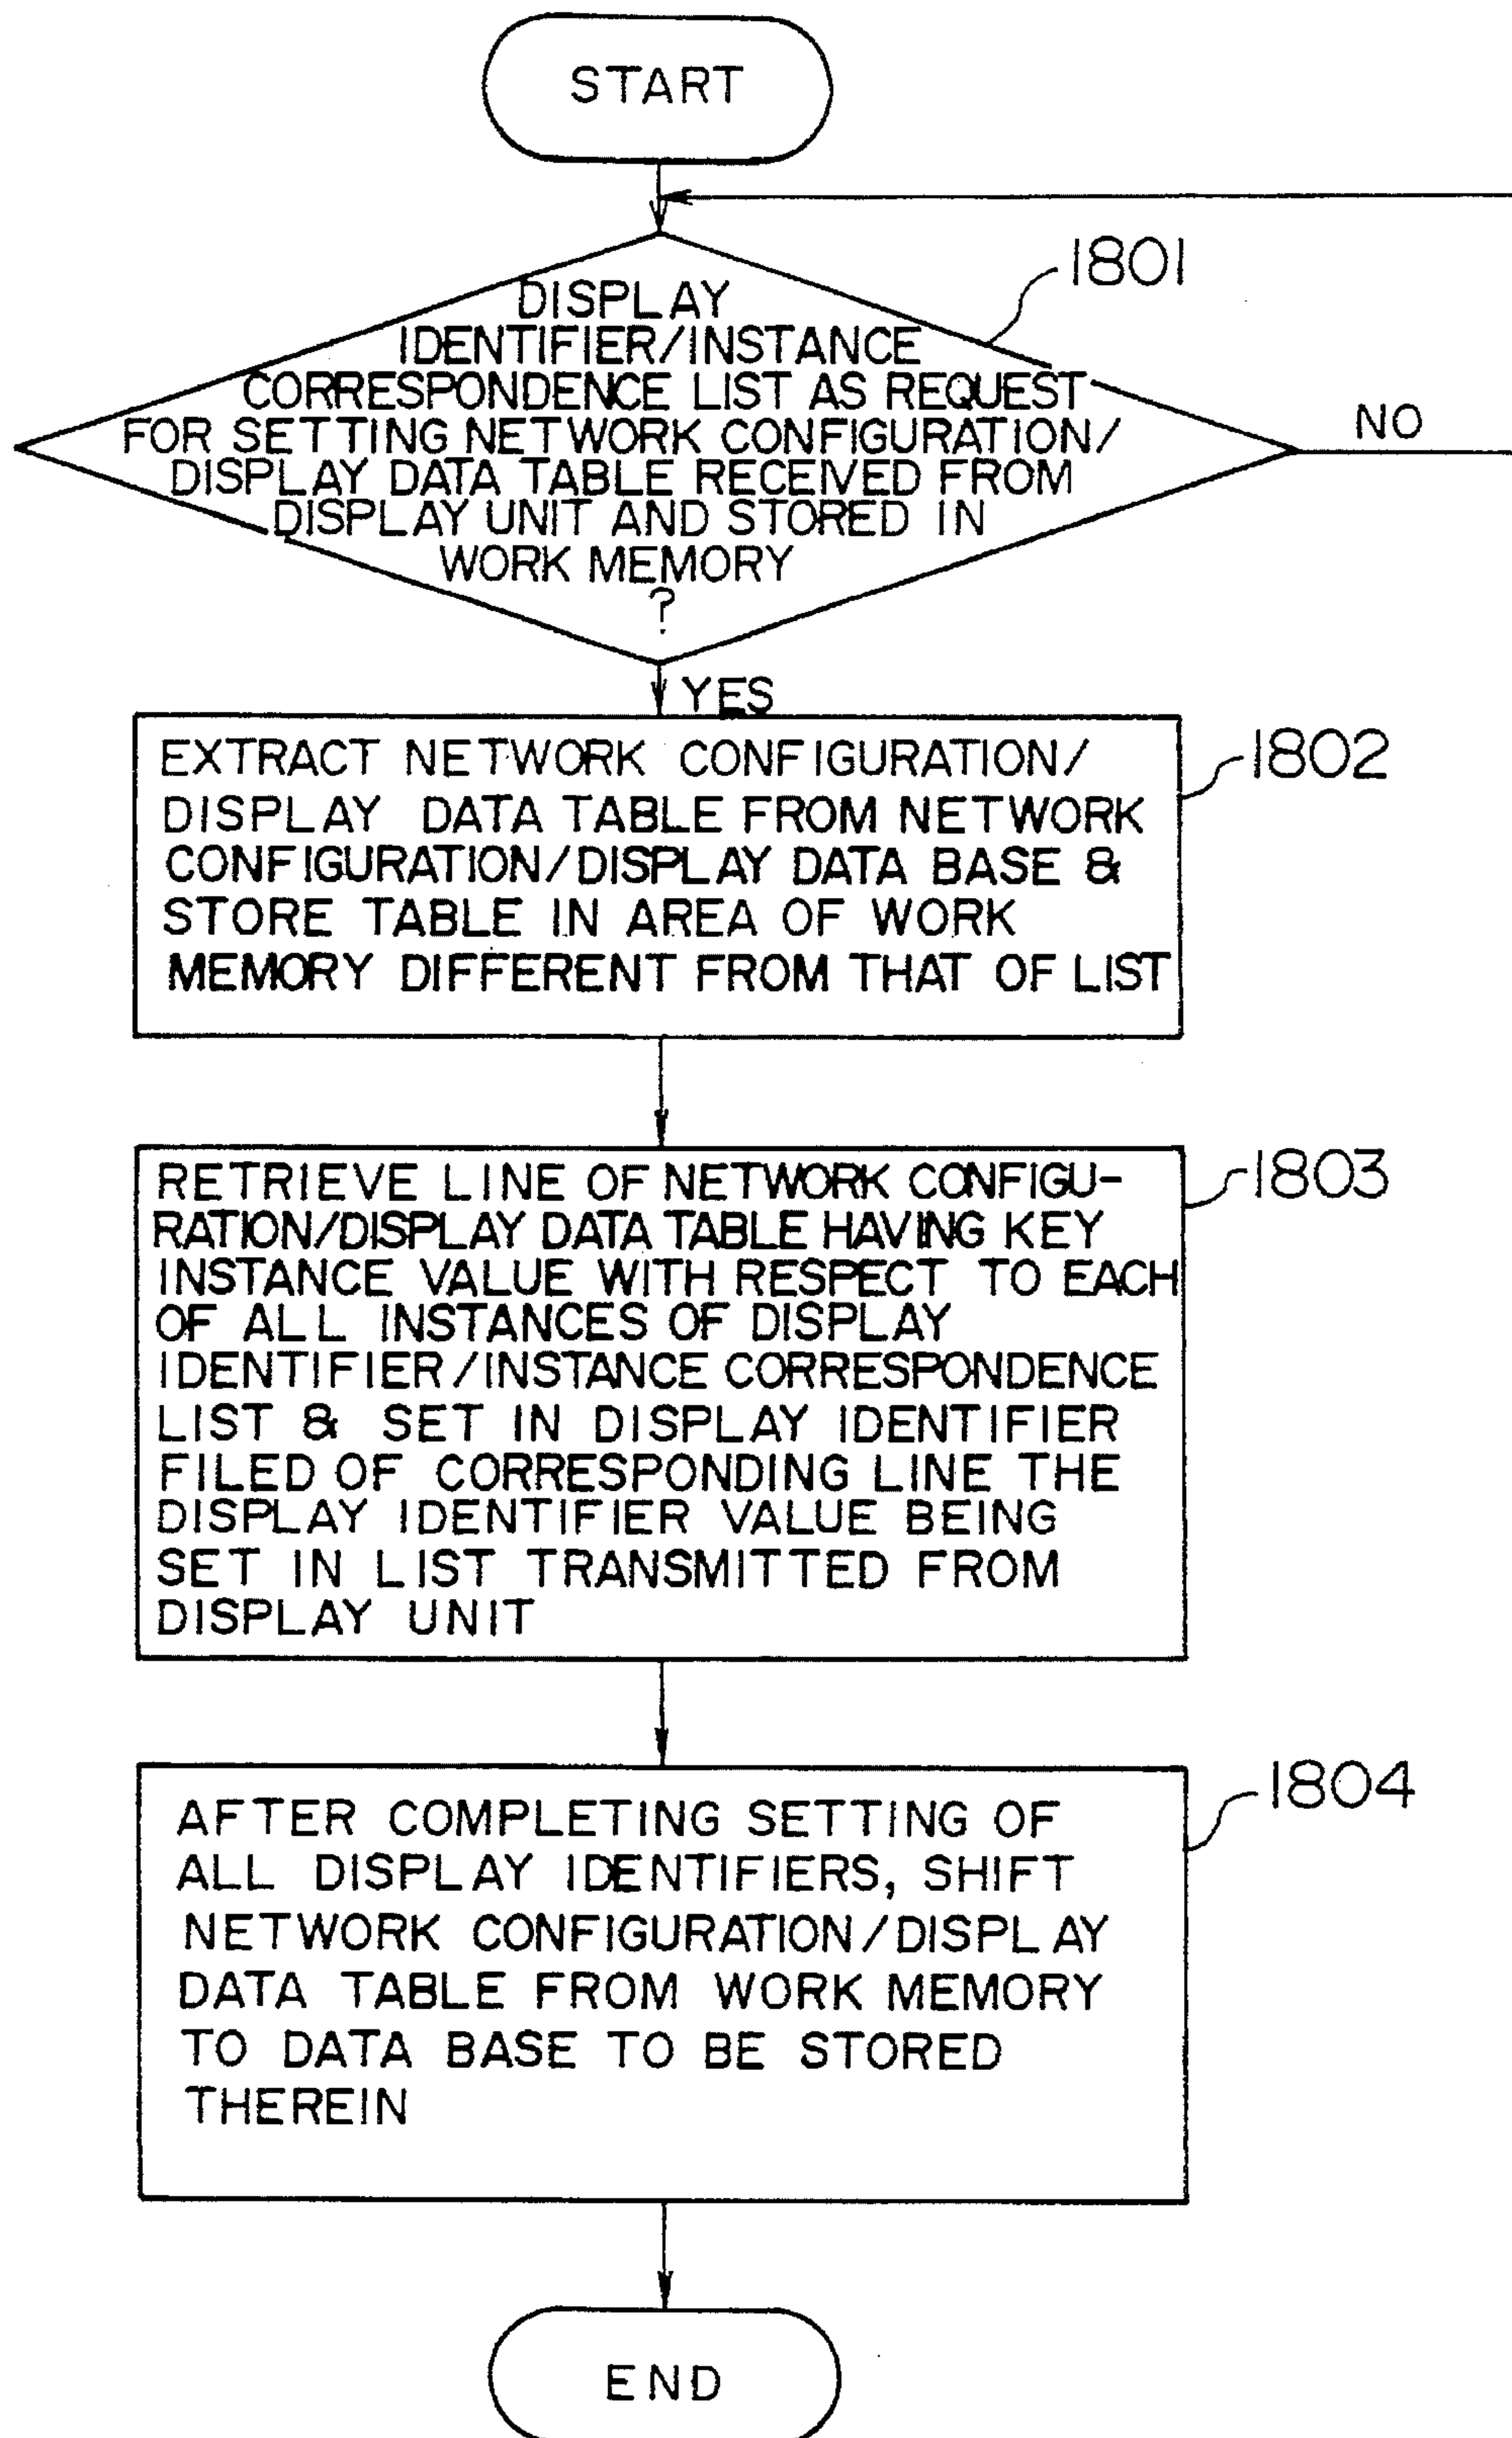 START
1801
DISPLAY
IDENTIFIER/INSTANCE
CORRESPONDENCE LIST AS REQUEST
FOR SETTING NETWORK CONFIGURATION/
DISPLAY DATA TABLE RECEIVED FROM
DISPLAY UNIT AND STORED IN
WORK MEMORY
?
NO
YES
1802
EXTRACT NETWORK CONFIGURATION/
DISPLAY DATA TABLE FROM NETWORK
CONFIGURATION/DISPLAY DATA BASE &
STORE TABLE IN AREA OF WORK
MEMORY DIFFERENT FROM THAT OF LIST
1803
RETRIEVE LINE OF NETWORK CONFIGU-
RATION/DISPLAY DATA TABLE HAVING KEY
INSTANCE VALUE WITH RESPECT TO EACH
OF ALL INSTANCES OF DISPLAY
IDENTIFIER/INSTANCE CORRESPONDENCE
LIST & SET IN DISPLAY IDENTIFIER
FILED OF CORRESPONDING LINE THE
DISPLAY IDENTIFIER VALUE BEING
SET IN LIST TRANSMITTED FROM
DISPLAY UNIT
1804
AFTER COMPLETING SETTING OF
ALL DISPLAY IDENTIFIERS, SHIFT
NETWORK CONFIGURATION/DISPLAY
DATA TABLE FROM WORK MEMORY
TO DATA BASE TO BE STORED
THEREIN
END